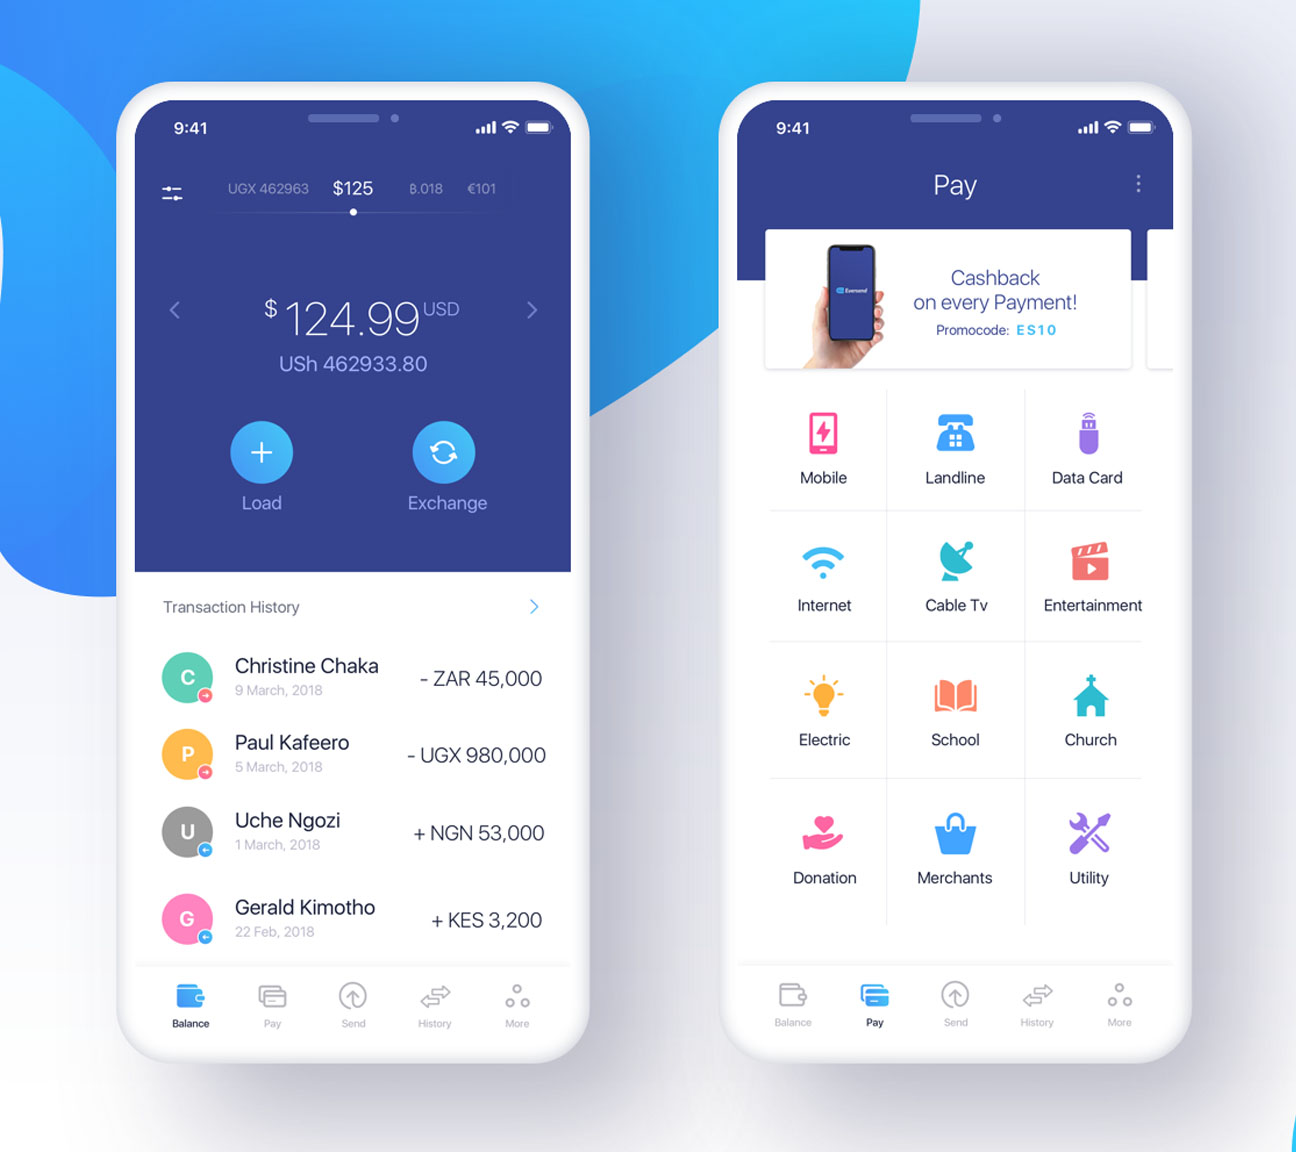 9:41
UGX 462963 $125 ฿.018 €101
$ 124.99 USD
USh 462933.80
Load Exchange
Transaction History
C Christine Chaka - ZAR 45,000
9 March, 2018
P Paul Kafeero - UGX 980,000
5 March, 2018
U Uche Ngozi + NGN 53,000
1 March, 2018
G Gerald Kimotho + KES 3,200
22 Feb, 2018
Balance Pay Send History More
9:41
Pay
Eversend
Cashback
on every Payment!
Promocode: ES10
Mobile Landline Data Card
Internet Cable Tv Entertainment
Electric School Church
Donation Merchants Utility
Balance Pay Send History More